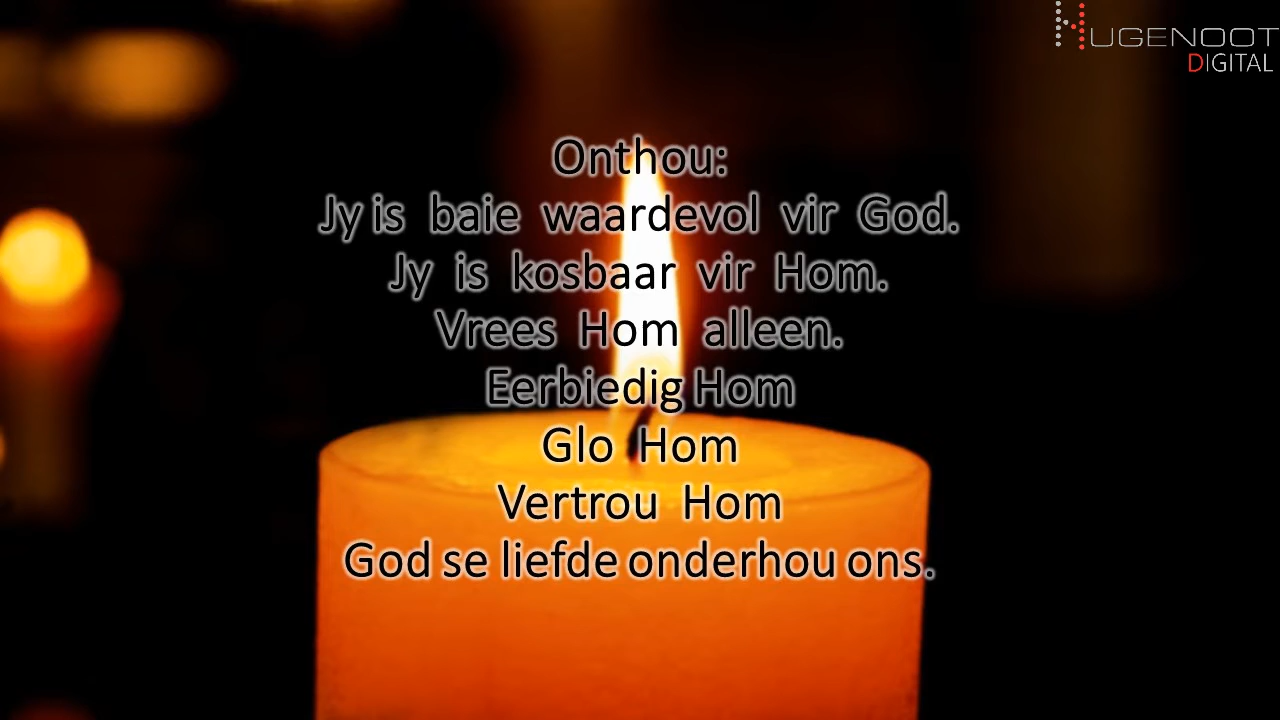 HUGENOOT
DIGITAL
Onthou:
Jy is baie waardevol vir God.
Jy is kosbaar vir Hom.
Vrees Hom alleen.
Eerbiedig Hom
Glo Hom
Vertrou Hom
God se liefde onderhou ons.